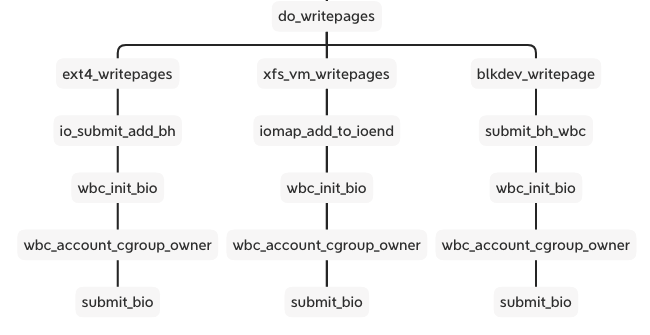 do_writepages
ext4_writepages
xfs_vm_writepages
blkdev_writepage
io_submit_add_bh
iomap_add_to_ioend
submit_bh_wbc
wbc_init_bio
wbc_init_bio
wbc_init_bio
wbc_account_cgroup_owner
wbc_account_cgroup_owner
wbc_account_cgroup_owner
submit_bio
submit_bio
submit_bio